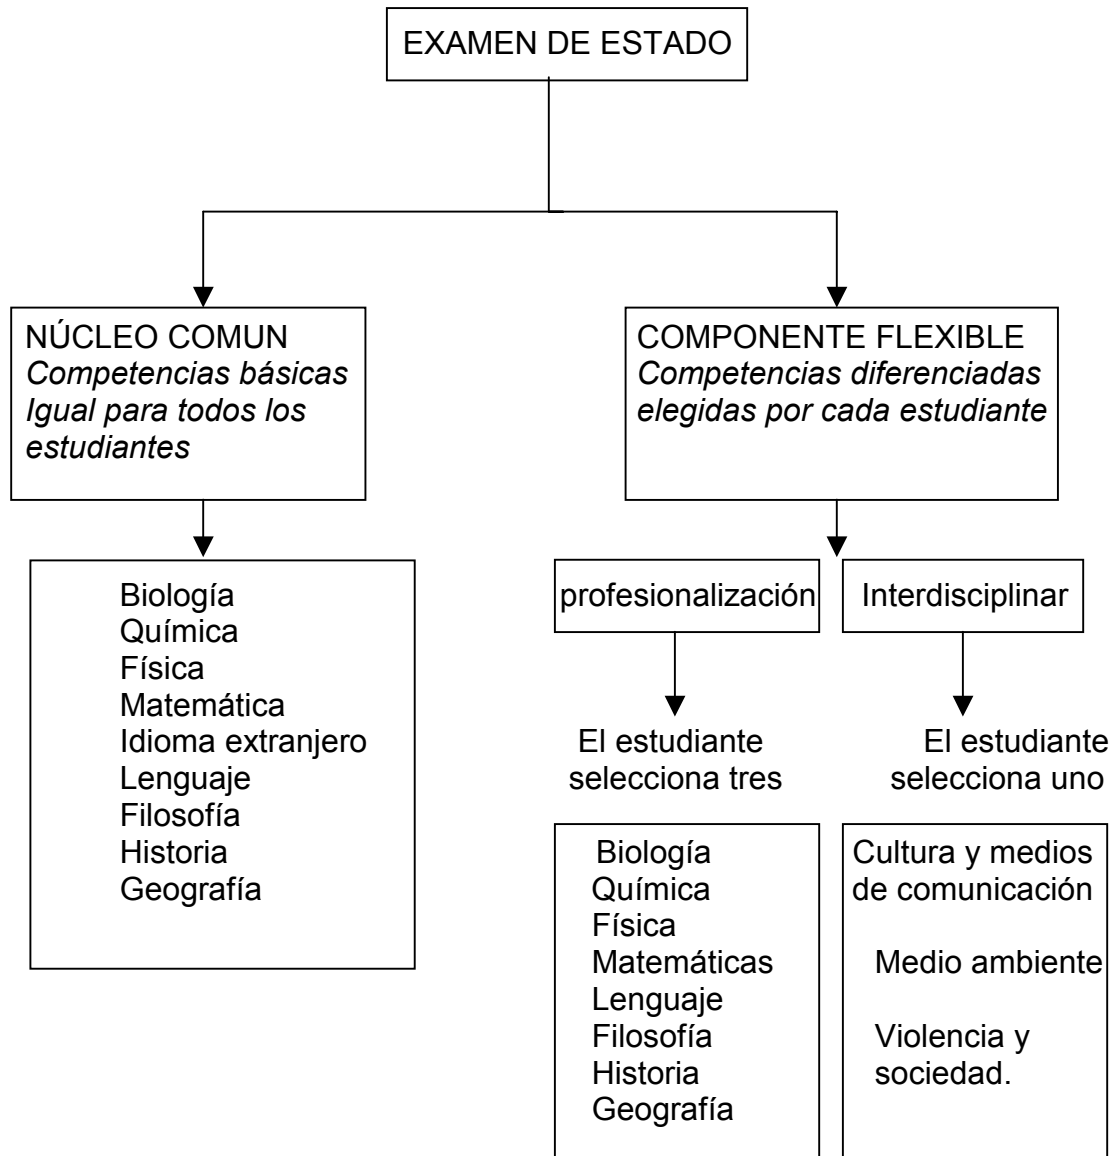 EXAMEN DE ESTADO
NÚCLEO COMUN
Competencias básicas
Igual para todos los
estudiantes
COMPONENTE FLEXIBLE
Competencias diferenciadas
elegidas por cada estudiante
Biología
Química
Física
Matemática
Idioma extranjero
Lenguaje
Filosofía
Historia
Geografía
profesionalización
El estudiante
selecciona tres
Biología
Química
Física
Matemáticas
Lenguaje
Filosofía
Historia
Geografía
Interdisciplinar
El estudiante
selecciona uno
Cultura y medios
de comunicación
Medio ambiente
Violencia y
sociedad.